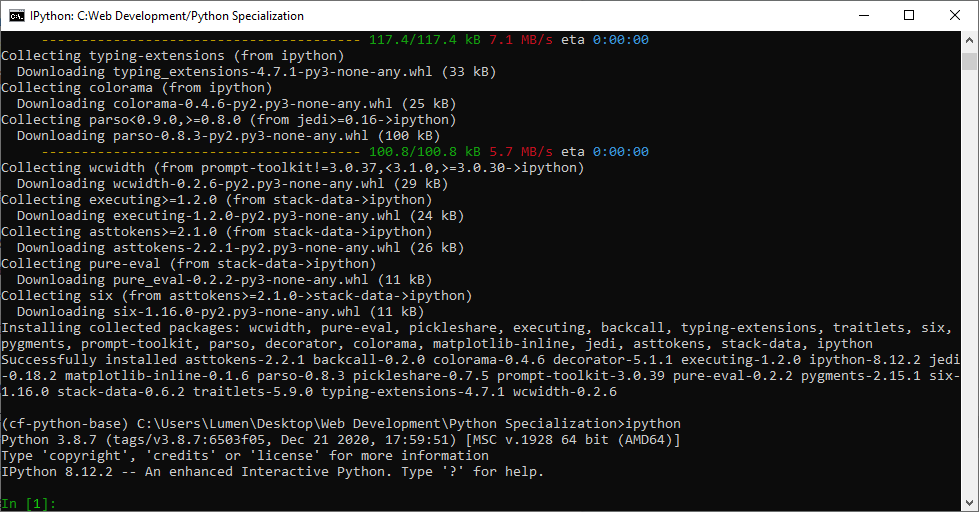 IPython: C:Web Development/Python Specialization
---------------------------------------- 117.4/117.4 kB 7.1 MB/s eta 0:00:00
Collecting typing-extensions (from ipython)
Downloading typing_extensions-4.7.1-py3-none-any.whl (33 kB)
Collecting colorama (from ipython)
Downloading colorama-0.4.6-py2.py3-none-any.whl (25 kB)
Collecting parso<0.9.0,>=0.8.0 (from jedi>=0.16->ipython)
Downloading parso-0.8.3-py2.py3-none-any.whl (100 kB)
---------------------------------------- 100.8/100.8 kB 5.7 MB/s eta 0:00:00
Collecting wcwidth (from prompt-toolkit!=3.0.37,<3.1.0,>=3.0.30->ipython)
Downloading wcwidth-0.2.6-py2.py3-none-any.whl (29 kB)
Collecting executing>=1.2.0 (from stack-data->ipython)
Downloading executing-1.2.0-py2.py3-none-any.whl (24 kB)
Collecting asttokens>=2.1.0 (from stack-data->ipython)
Downloading asttokens-2.2.1-py2.py3-none-any.whl (26 kB)
Collecting pure-eval (from stack-data->ipython)
Downloading pure_eval-0.2.2-py3-none-any.whl (11 kB)
Collecting six (from asttokens>=2.1.0->stack-data->ipython)
Downloading six-1.16.0-py2.py3-none-any.whl (11 kB)
Installing collected packages: wcwidth, pure-eval, pickleshare, executing, backcall, typing-extensions, traitlets, six,
pygments, prompt-toolkit, parso, decorator, colorama, matplotlib-inline, jedi, asttokens, stack-data, ipython
Successfully installed asttokens-2.2.1 backcall-0.2.0 colorama-0.4.6 decorator-5.1.1 executing-1.2.0 ipython-8.12.2 jedi
-0.18.2 matplotlib-inline-0.1.6 parso-0.8.3 pickleshare-0.7.5 prompt-toolkit-3.0.39 pure-eval-0.2.2 pygments-2.15.1 six-
1.16.0 stack-data-0.6.2 traitlets-5.9.0 typing-extensions-4.7.1 wcwidth-0.2.6
(cf-python-base) C:\Users\Lumen\Desktop\Web Development\Python Specialization>ipython
Python 3.8.7 (tags/v3.8.7:6503f05, Dec 21 2020, 17:59:51) [MSC v.1928 64 bit (AMD64)]
Type 'copyright', 'credits' or 'license' for more information
IPython 8.12.2 -- An enhanced Interactive Python. Type '?' for help.
In [1]: